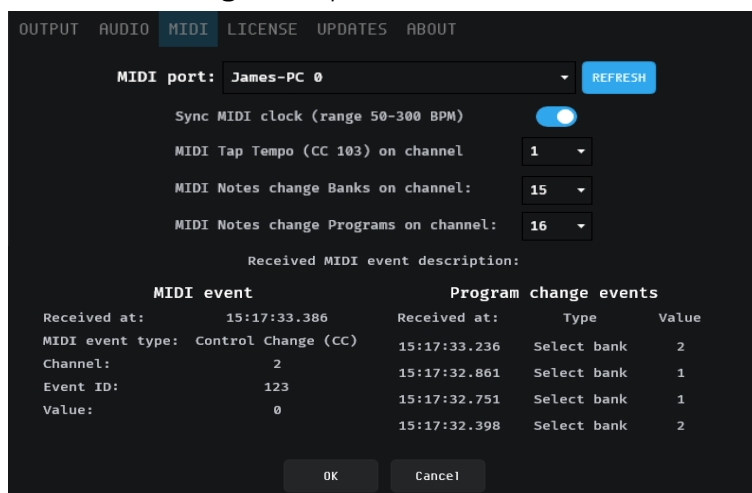 OUTPUT AUDIO MIDI LICENSE UPDATES ABOUT
MIDI port: James-PC 0 REFRESH
Sync MIDI clock (range 50-300 BPM)
MIDI Tap Tempo (CC 103) on channel 1
MIDI Notes change Banks on channel: 15
MIDI Notes change Programs on channel: 16
Received MIDI event description:
MIDI event
Received at: 15:17:33.386
MIDI event type: Control Change (CC)
Channel: 2
Event ID: 123
Value: 0
Program change events
Received at: Type Value
15:17:33.236 Select bank 2
15:17:32.861 Select bank 1
15:17:32.751 Select bank 1
15:17:32.398 Select bank 2
OK Cancel